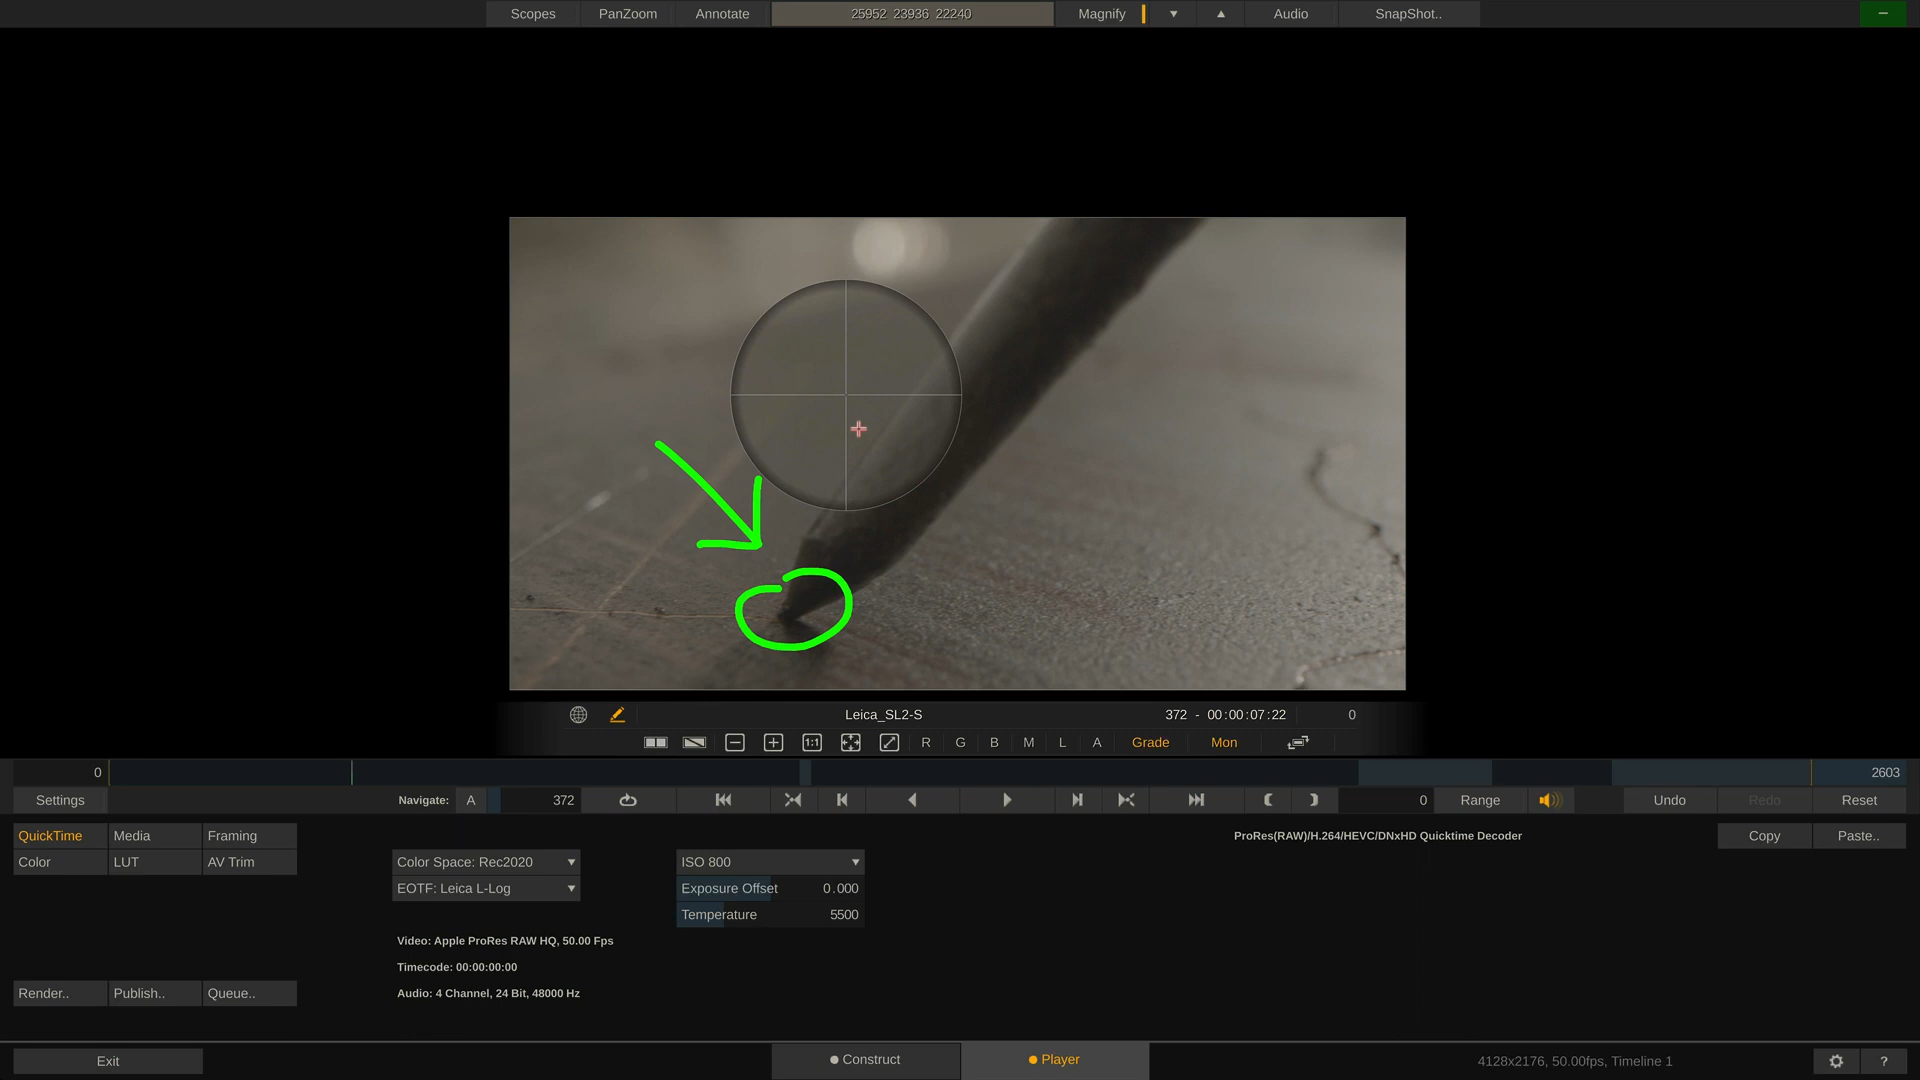 Scopes PanZoom Annotate 25952 23936 22240 Magnify ▼ ▲ Audio SnapShot.. –
Leica_SL2-S 372 - 00:00:07:22 0
1:1 R G B M L A Grade Mon
0 2603
Settings Navigate: A 372 0 Range Undo Redo Reset
QuickTime Media Framing ProRes(RAW)/H.264/HEVC/DNxHD Quicktime Decoder Copy Paste..
Color LUT AV Trim Color Space: Rec2020 ▼ ISO 800 ▼
EOTF: Leica L-Log ▼ Exposure Offset 0.000
Temperature 5500
Video: Apple ProRes RAW HQ, 50.00 Fps
Timecode: 00:00:00:00
Render.. Publish.. Queue.. Audio: 4 Channel, 24 Bit, 48000 Hz
Exit Construct Player 4128x2176, 50.00fps, Timeline 1 ?